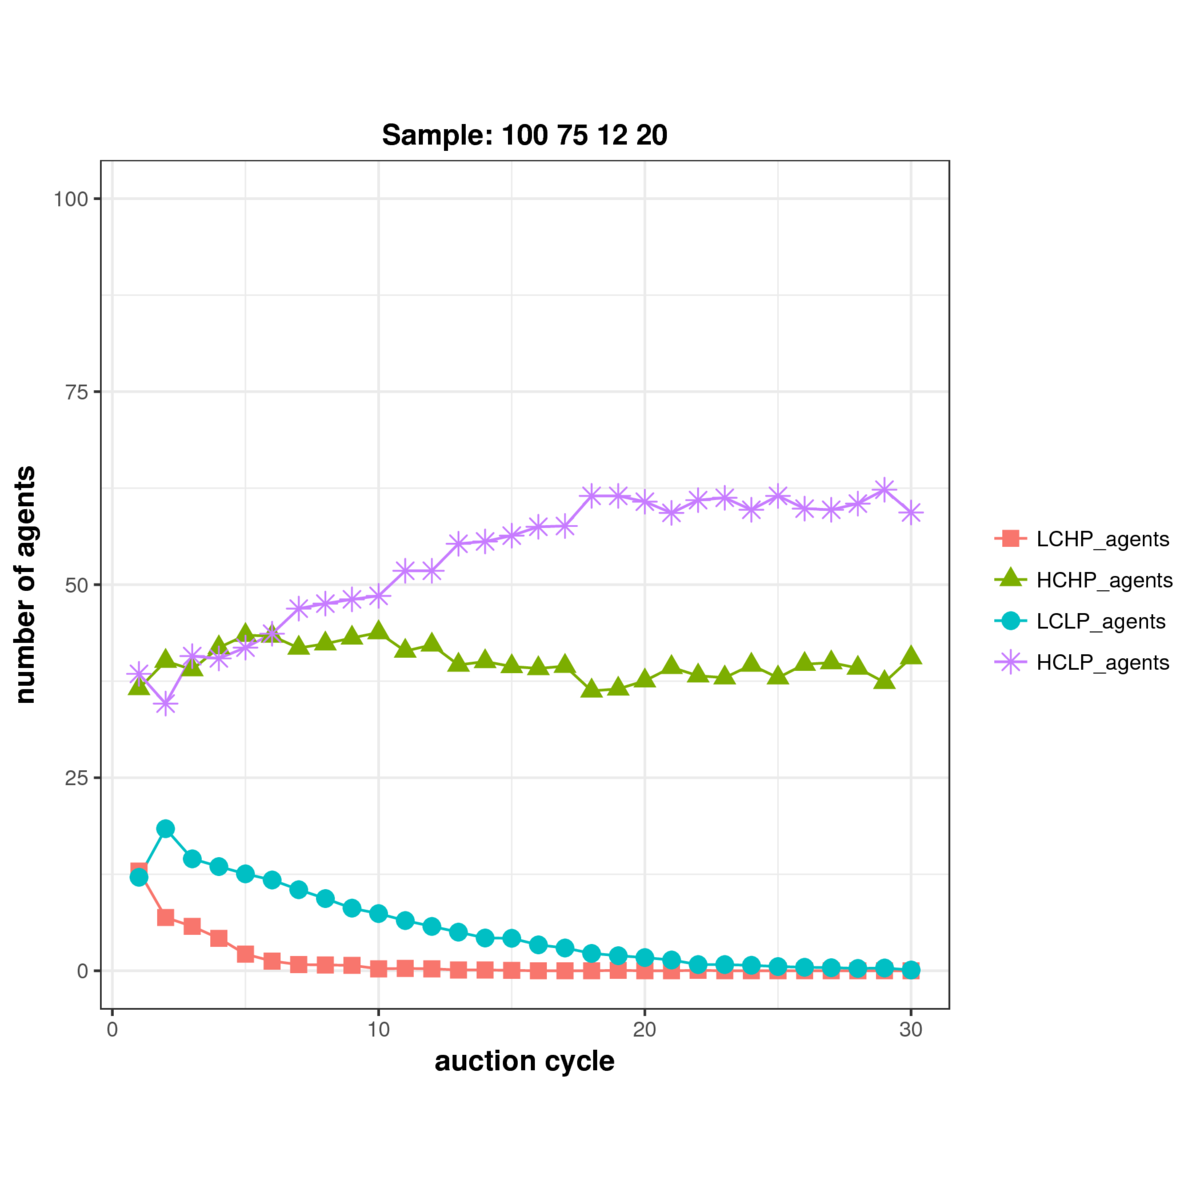 Sample: 100 75 12 20
100
75
50
25
0
number of agents
0 10 20 30
auction cycle
LCHP_agents
HCHP_agents
LCLP_agents
HCLP_agents